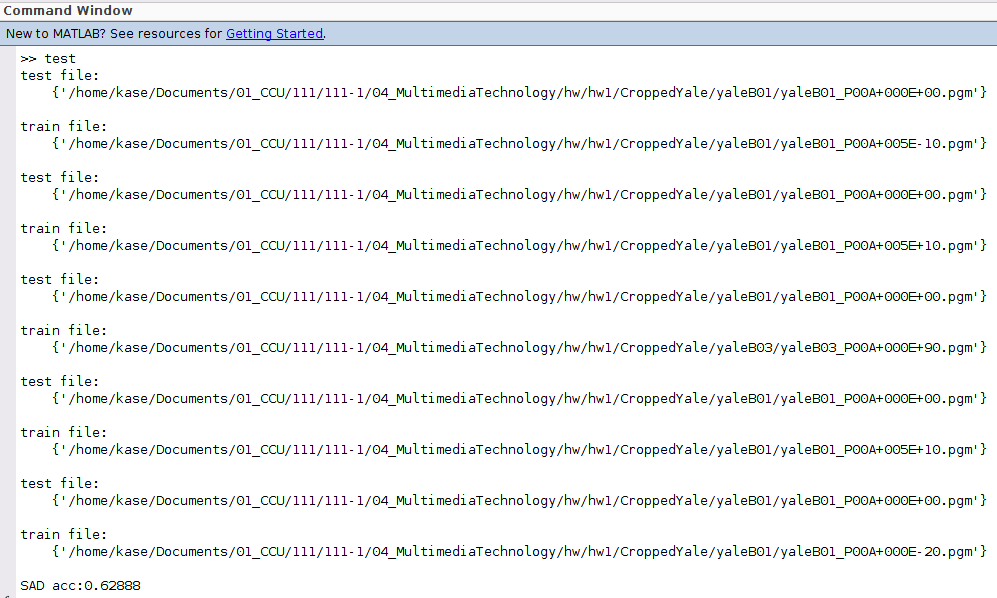 Command Window
New to MATLAB? See resources for Getting Started.
>> test
test file:
{'/home/kase/Documents/01_CCU/111/111-1/04_MultimediaTechnology/hw/hw1/CroppedYale/yaleB01/yaleB01_P00A+000E+00.pgm'}
train file:
{'/home/kase/Documents/01_CCU/111/111-1/04_MultimediaTechnology/hw/hw1/CroppedYale/yaleB01/yaleB01_P00A+005E-10.pgm'}
test file:
{'/home/kase/Documents/01_CCU/111/111-1/04_MultimediaTechnology/hw/hw1/CroppedYale/yaleB01/yaleB01_P00A+000E+00.pgm'}
train file:
{'/home/kase/Documents/01_CCU/111/111-1/04_MultimediaTechnology/hw/hw1/CroppedYale/yaleB01/yaleB01_P00A+005E+10.pgm'}
test file:
{'/home/kase/Documents/01_CCU/111/111-1/04_MultimediaTechnology/hw/hw1/CroppedYale/yaleB01/yaleB01_P00A+000E+00.pgm'}
train file:
{'/home/kase/Documents/01_CCU/111/111-1/04_MultimediaTechnology/hw/hw1/CroppedYale/yaleB03/yaleB03_P00A+000E+90.pgm'}
test file:
{'/home/kase/Documents/01_CCU/111/111-1/04_MultimediaTechnology/hw/hw1/CroppedYale/yaleB01/yaleB01_P00A+000E+00.pgm'}
train file:
{'/home/kase/Documents/01_CCU/111/111-1/04_MultimediaTechnology/hw/hw1/CroppedYale/yaleB01/yaleB01_P00A+005E+10.pgm'}
test file:
{'/home/kase/Documents/01_CCU/111/111-1/04_MultimediaTechnology/hw/hw1/CroppedYale/yaleB01/yaleB01_P00A+000E+00.pgm'}
train file:
{'/home/kase/Documents/01_CCU/111/111-1/04_MultimediaTechnology/hw/hw1/CroppedYale/yaleB01/yaleB01_P00A+000E-20.pgm'}
SAD acc:0.62888